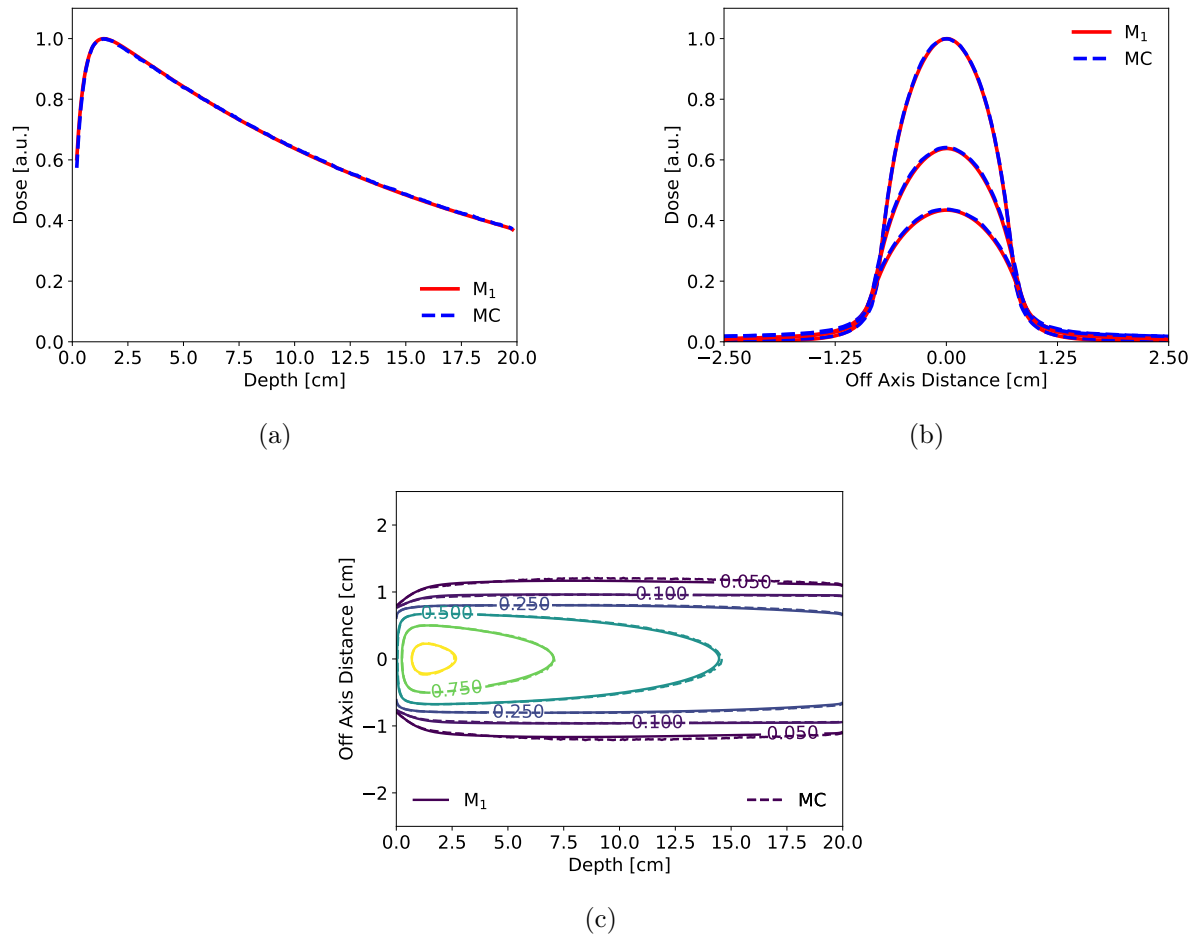 1.0
0.8
0.6
0.4
0.2
0.0
Dose [a.u.]
M1
MC
0.0 2.5 5.0 7.5 10.0 12.5 15.0 17.5 20.0
Depth [cm]
(a)
1.0
0.8
0.6
0.4
0.2
0.0
Dose [a.u.]
M1
MC
−2.50 −1.25 0.00 1.25 2.50
Off Axis Distance [cm]
(b)
2
1
0
−1
−2
Off Axis Distance [cm]
0.050
0.100
0.250
0.500
0.750
0.250
0.100
0.050
M1 MC
0.0 2.5 5.0 7.5 10.0 12.5 15.0 17.5 20.0
Depth [cm]
(c)